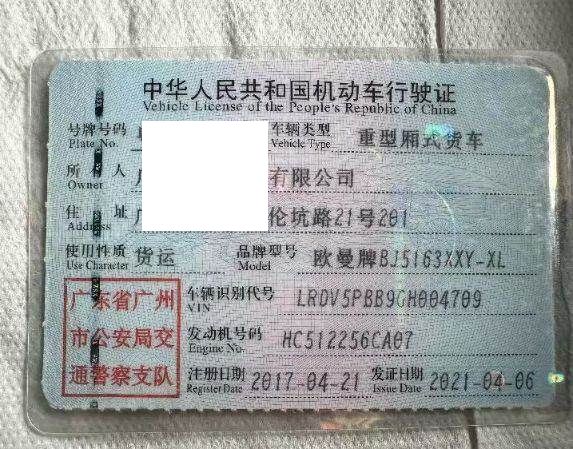 中华人民共和国机动车行驶证
Vehicle License of the People's Republic of China
号牌号码 车辆类型 重型厢式货车
Plate No. Vehicle Type
所有人 有限公司
Owner
住址 广 伦坑路21号201
Address
使用性质 货运 品牌型号 欧曼牌BJ5163XXY-XL
Use Character Model
广东省广州
市公安局交
通警察支队
车辆识别代号 LRDV5PBB9GH004709
VIN
发动机号码 HC512256CA07
Engine No.
注册日期 2017-04-21 发证日期 2021-04-06
Register Date Issue Date